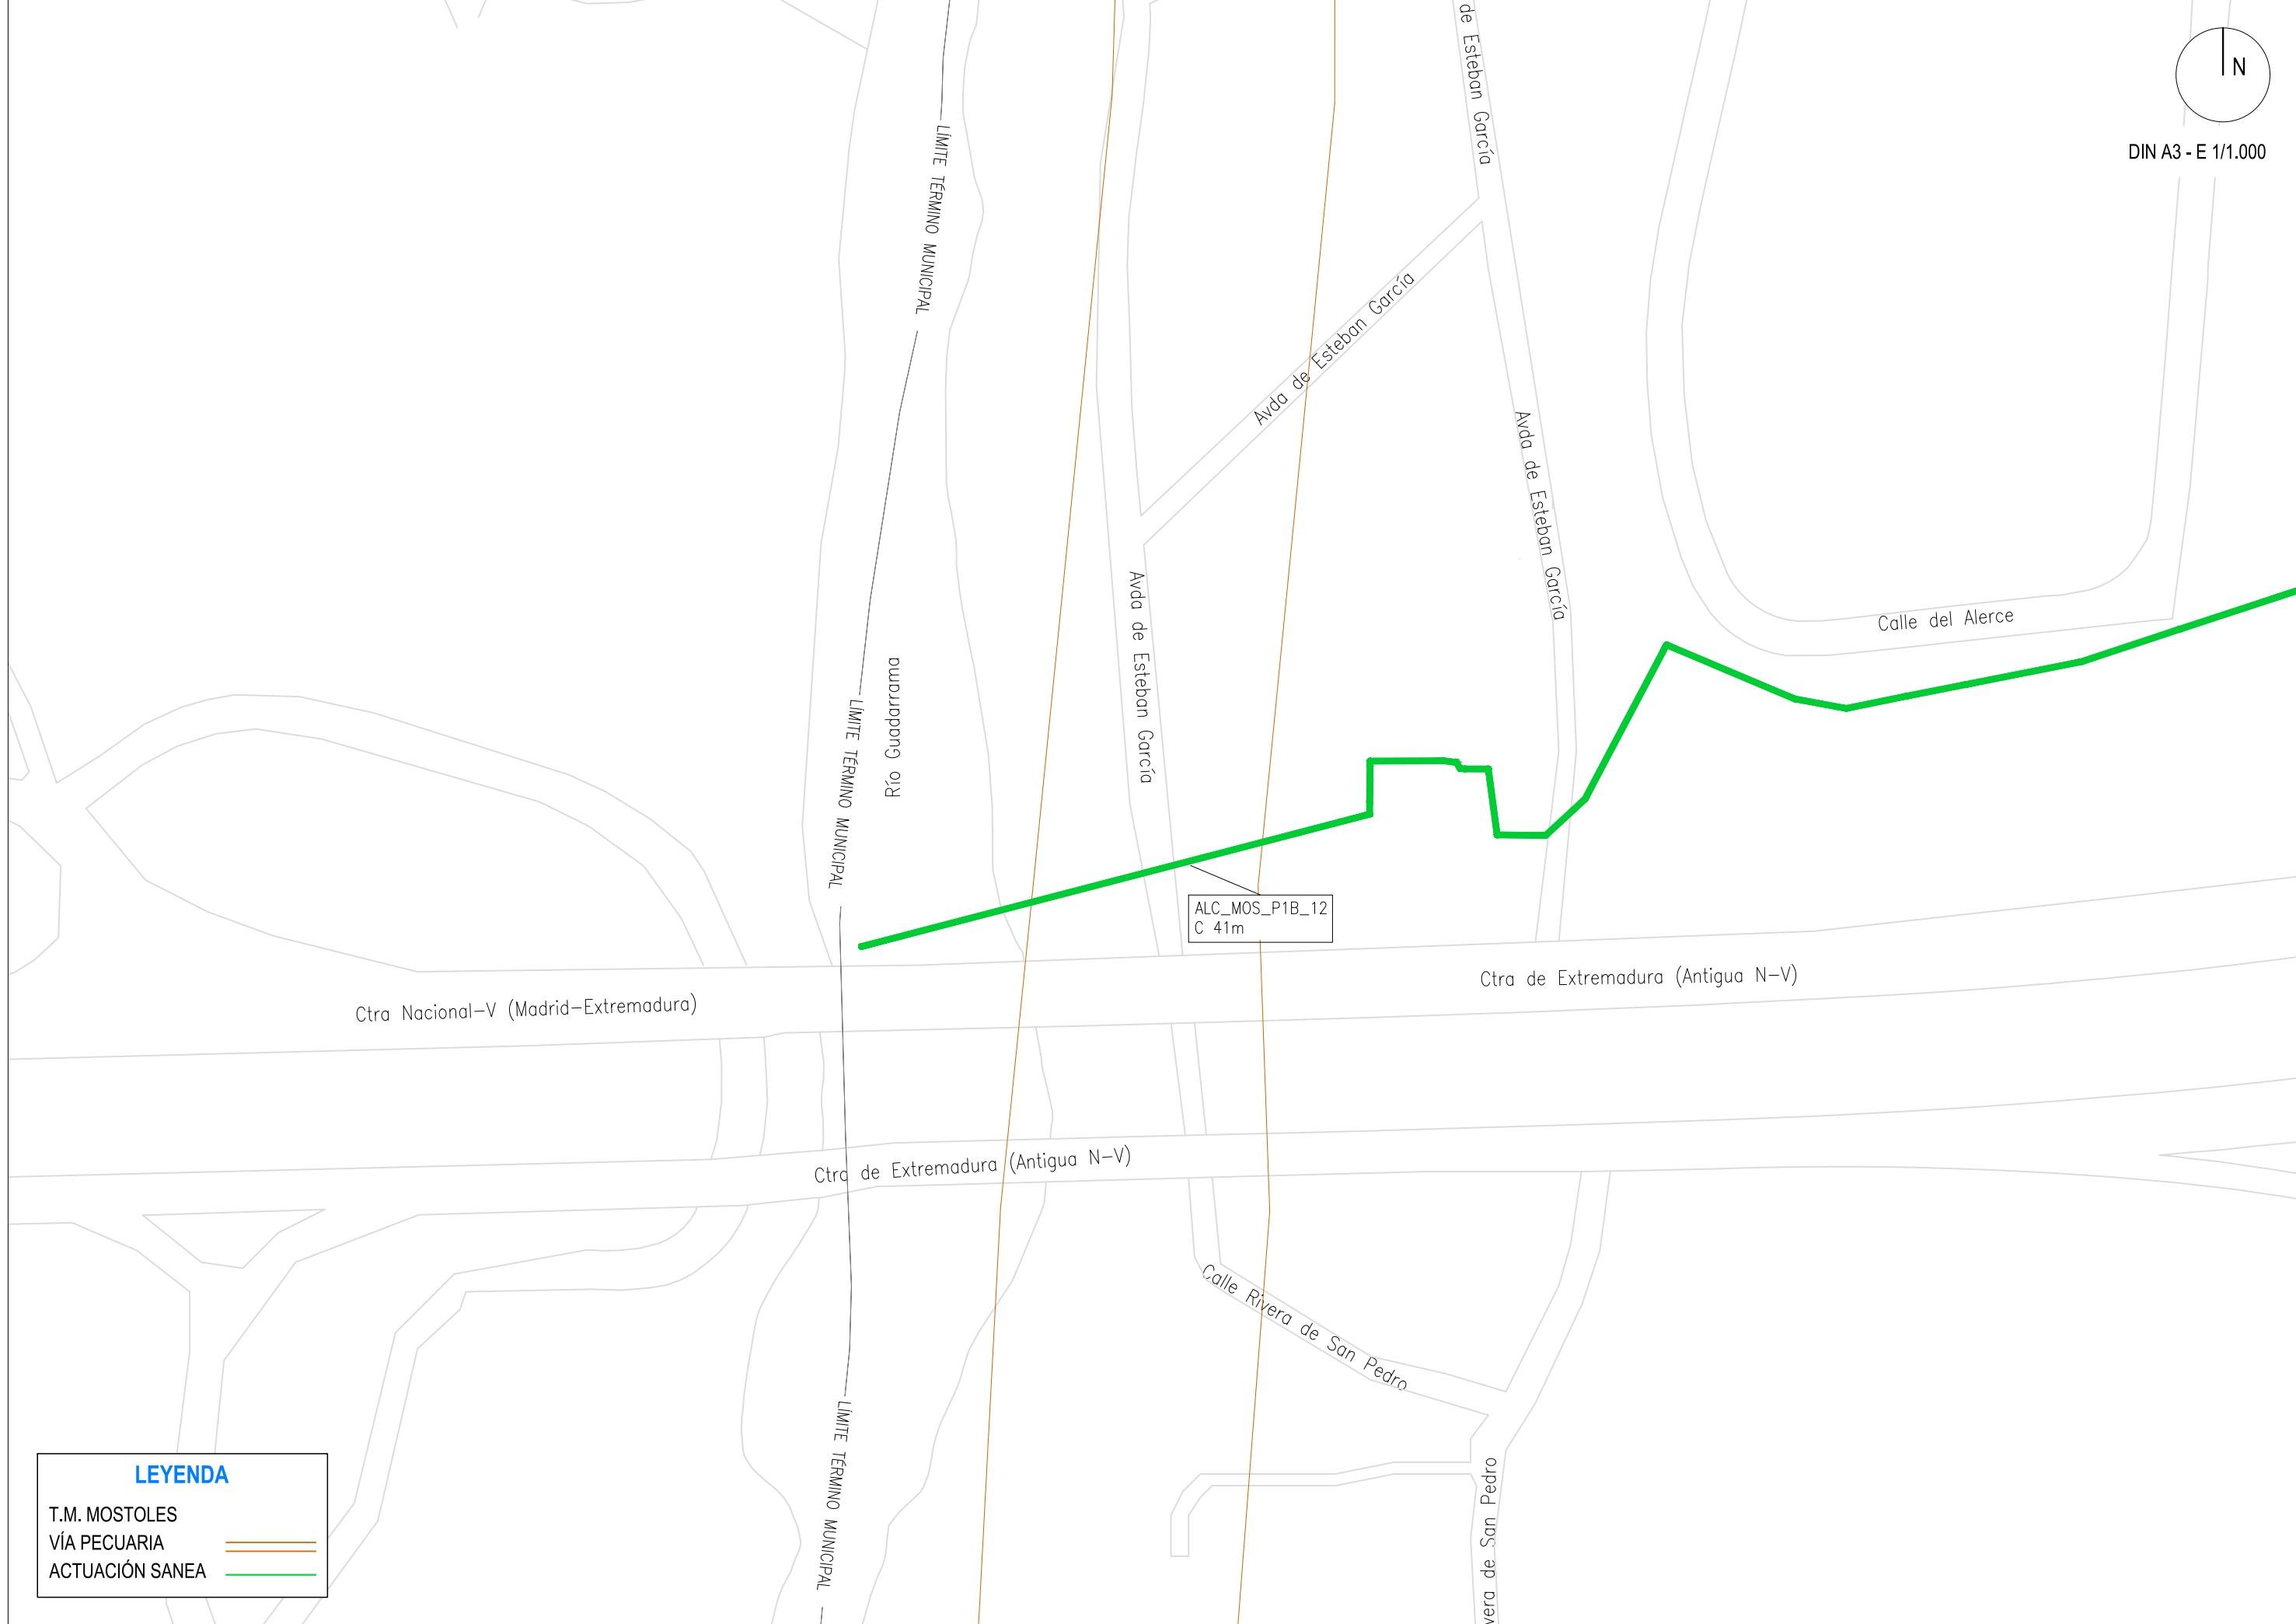 de Esteban García
N
DIN A3 - E 1/1.000
LÍMITE TÉRMINO MUNICIPAL
Avda de Esteban García
Avda de Esteban García
Avda de Esteban García
Calle del Alerce
Río Guadarrama
LÍMITE TÉRMINO MUNICIPAL
ALC_MOS_P1B_12
C 41m
Ctra Nacional-V (Madrid-Extremadura)
Ctra de Extremadura (Antigua N-V)
Ctra de Extremadura (Antigua N-V)
Calle Rivera de San Pedro
LÍMITE TÉRMINO MUNICIPAL
vera de San Pedro
LEYENDA
T.M. MOSTOLES
VÍA PECUARIA
ACTUACIÓN SANEA